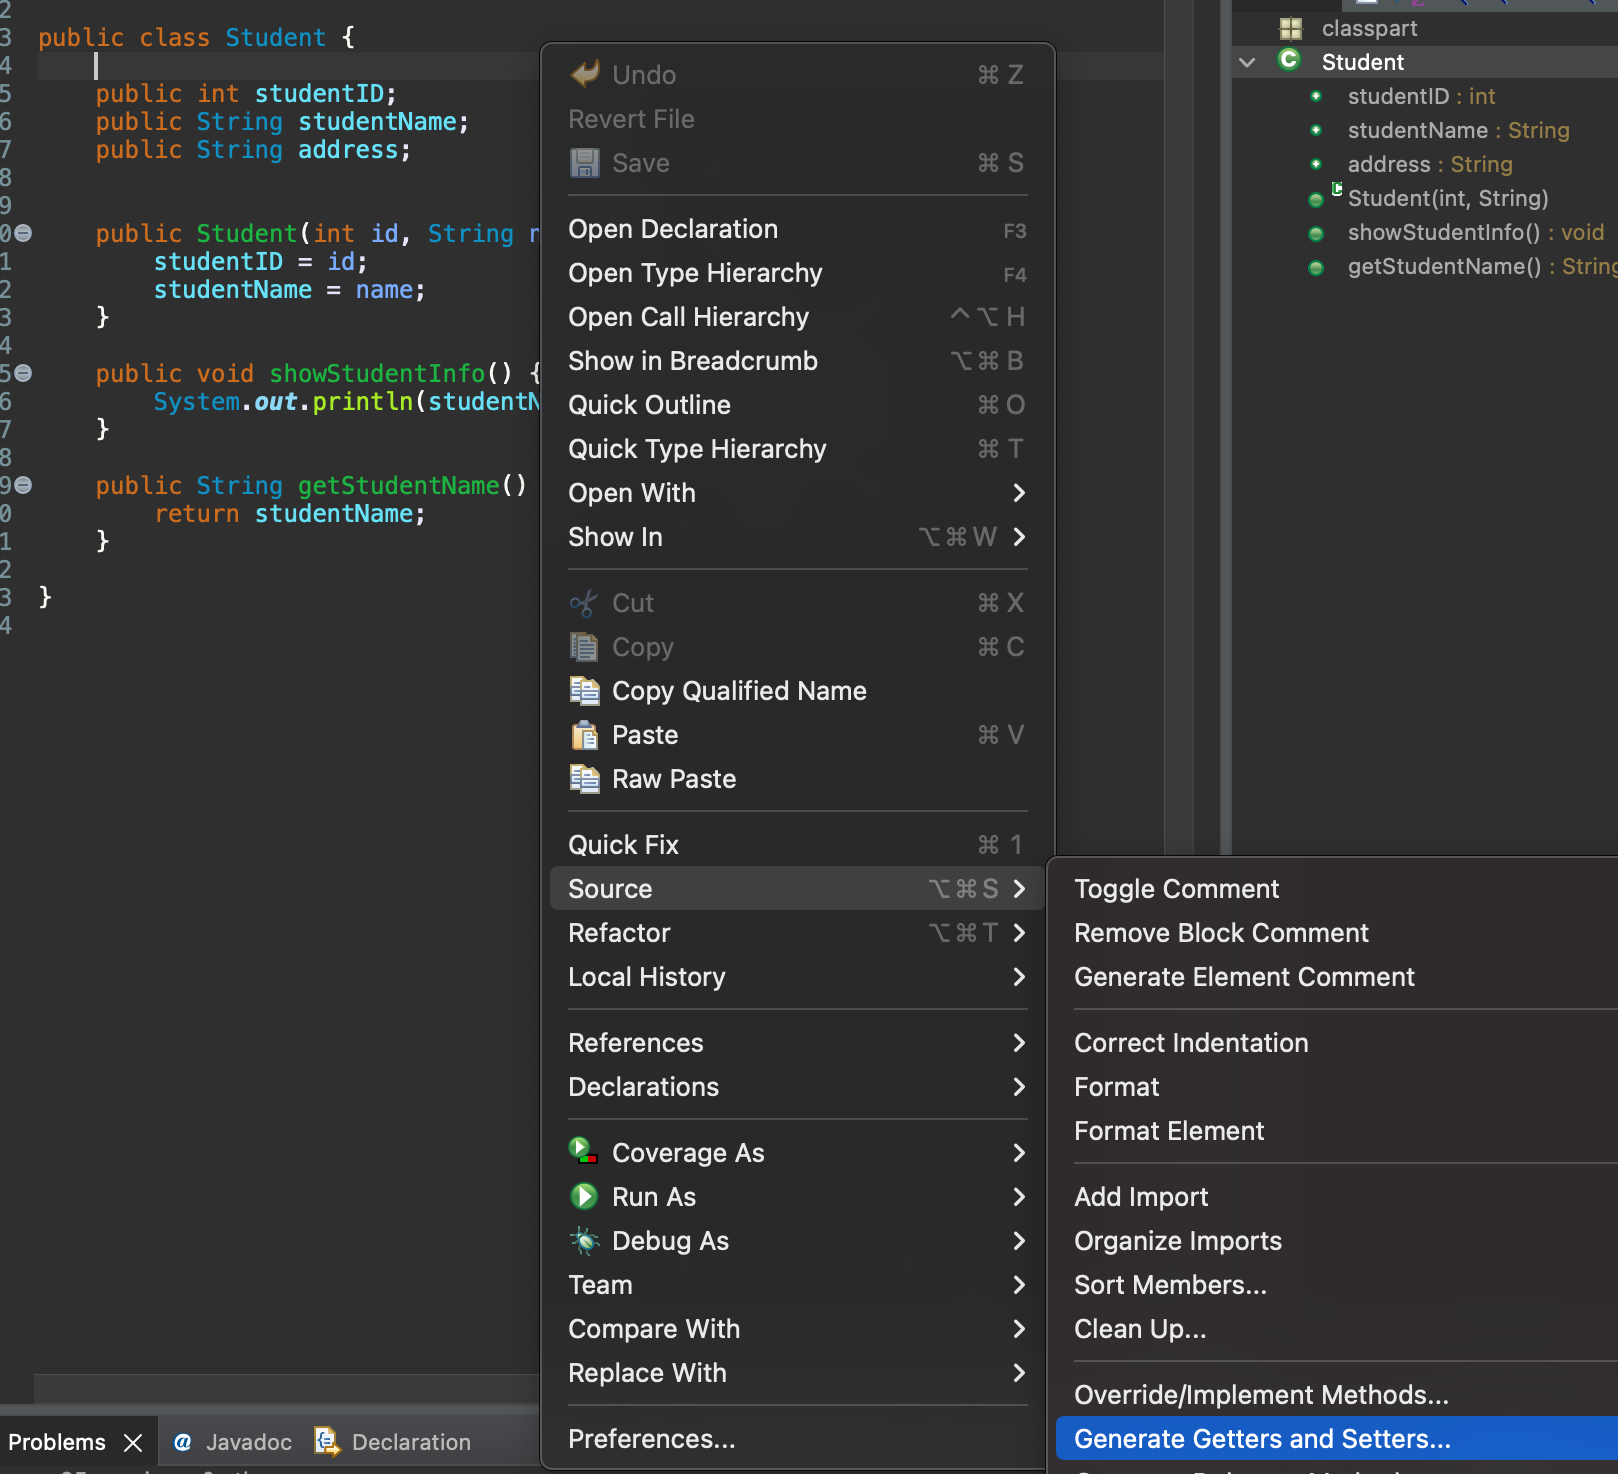 2
3 public class Student {
4
5 public int studentID;
6 public String studentName;
7 public String address;
8
9
0 public Student(int id, String
1 studentID = id;
2 studentName = name;
3 }
4
5 public void showStudentInfo() {
6 System.out.println(studentN
7 }
8
9 public String getStudentName()
0 return studentName;
1 }
2
3 }
4
Undo ⌘ Z
Revert File
Save ⌘ S
Open Declaration F3
Open Type Hierarchy F4
Open Call Hierarchy ^ ⌥ H
Show in Breadcrumb ⌥ ⌘ B
Quick Outline ⌘ O
Quick Type Hierarchy ⌘ T
Open With
Show In ⌥ ⌘ W
Cut ⌘ X
Copy ⌘ C
Copy Qualified Name
Paste ⌘ V
Raw Paste
Quick Fix ⌘ 1
Source ⌥ ⌘ S
Refactor ⌥ ⌘ T
Local History
References
Declarations
Coverage As
Run As
Debug As
Team
Compare With
Replace With
Preferences...
Toggle Comment
Remove Block Comment
Generate Element Comment
Correct Indentation
Format
Format Element
Add Import
Organize Imports
Sort Members...
Clean Up...
Override/Implement Methods...
Generate Getters and Setters...
classpart
Student
studentID : int
studentName : String
address : String
Student(int, String)
showStudentInfo() : void
getStudentName() : String
Problems
@ Javadoc
Declaration